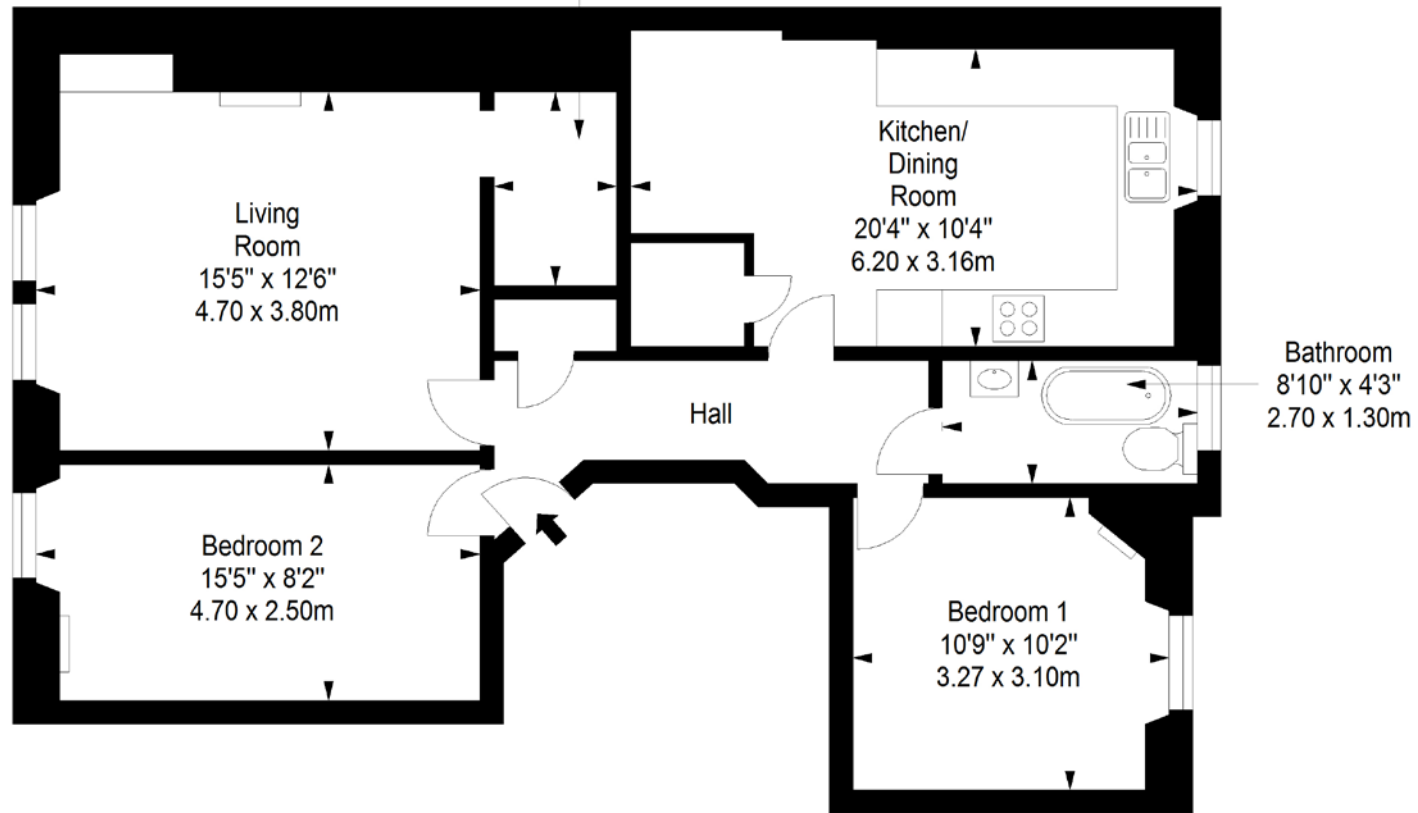 Living
Room
15'5" x 12'6"
4.70 x 3.80m
Kitchen/
Dining
Room
20'4" x 10'4"
6.20 x 3.16m
Hall
Bathroom
8'10" x 4'3"
2.70 x 1.30m
Bedroom 2
15'5" x 8'2"
4.70 x 2.50m
Bedroom 1
10'9" x 10'2"
3.27 x 3.10m